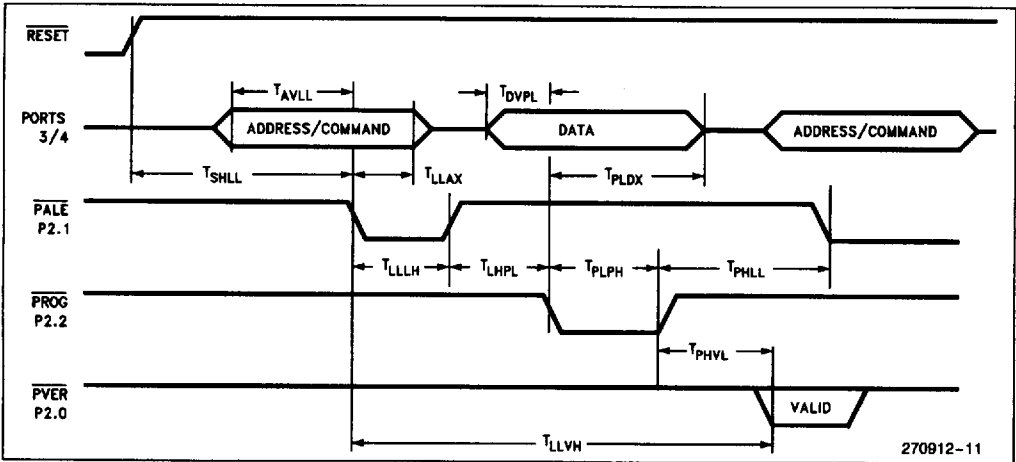 RESET
T_AVLL
T_DVPL
PORTS 3/4
ADDRESS/COMMAND
DATA
ADDRESS/COMMAND
T_SHLL
T_LLAX
T_PLDX
PALE
P2.1
T_LLLH
T_LHPL
T_PLPH
T_PHLL
PROG
P2.2
T_PHVL
PVER
P2.0
VALID
T_LLVH
270912-11